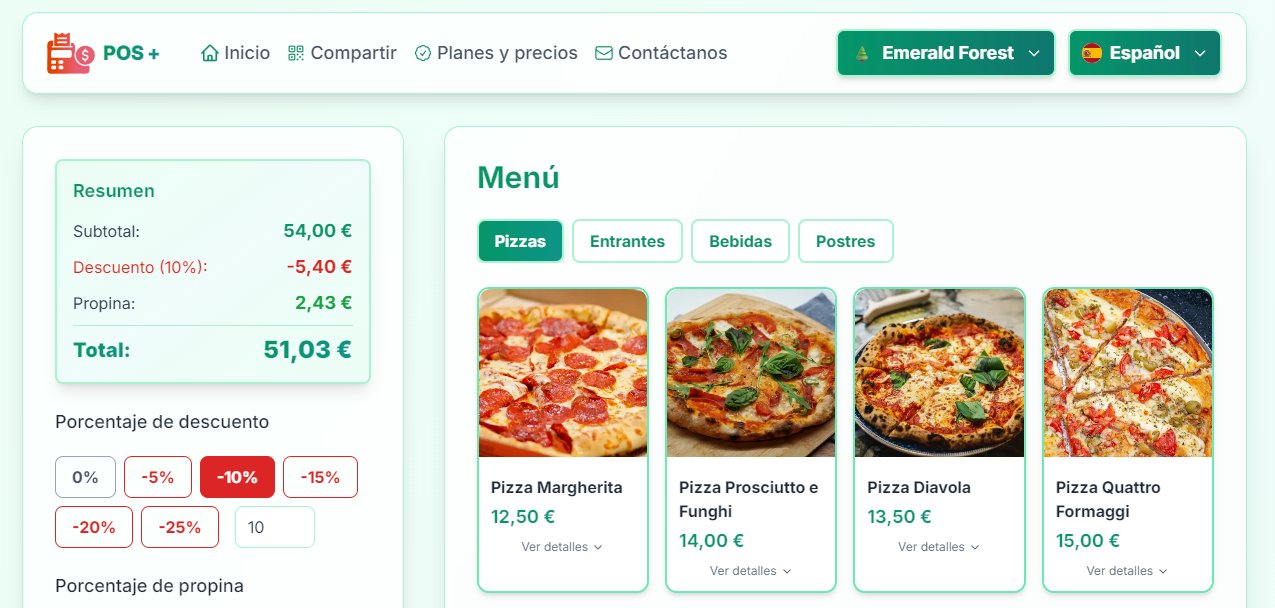 POS + Inicio Compartir Planes y precios Contáctanos Emerald Forest Español
Resumen
Subtotal: 54,00 €
Descuento (10%): -5,40 €
Propina: 2,43 €
Total: 51,03 €
Porcentaje de descuento
0% -5% -10% -15%
-20% -25% 10
Porcentaje de propina
Menú
Pizzas Entrantes Bebidas Postres
Pizza Margherita
12,50 €
Ver detalles
Pizza Prosciutto e
Funghi
14,00 €
Ver detalles
Pizza Diavola
13,50 €
Ver detalles
Pizza Quattro
Formaggi
15,00 €
Ver detalles